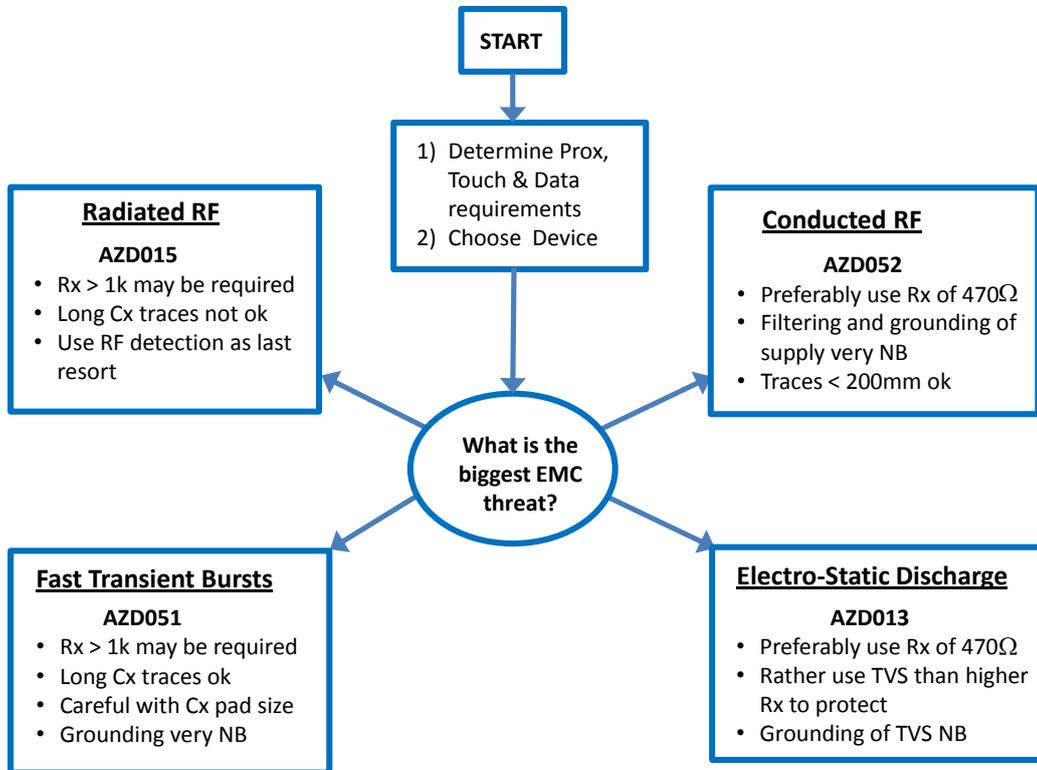 START
1) Determine Prox,
Touch & Data
requirements
2) Choose Device
Radiated RF
AZD015
• Rx > 1k may be required
• Long Cx traces not ok
• Use RF detection as last
resort
Conducted RF
AZD052
• Preferably use Rx of 470Ω
• Filtering and grounding of
supply very NB
• Traces < 200mm ok
What is the
biggest EMC
threat?
Fast Transient Bursts
AZD051
• Rx > 1k may be required
• Long Cx traces ok
• Careful with Cx pad size
• Grounding very NB
Electro-Static Discharge
AZD013
• Preferably use Rx of 470Ω
• Rather use TVS than higher
Rx to protect
• Grounding of TVS NB